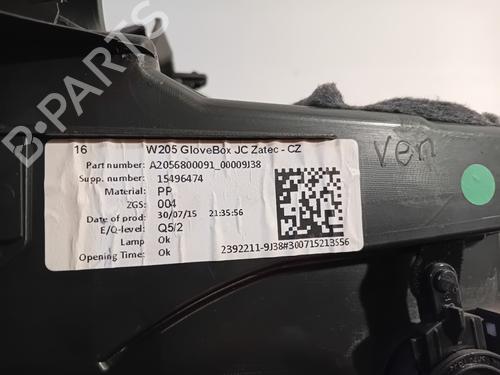 B-PARTS
16 W205 GloveBox JC Zatec - CZ
Part number: A2056800091_00009J38
Supp. number: 15496474
Material: PP
ZGS: 004
Date of prod: 30/07/15 21:35:56
E/Q-level: Q5/2
Lamp Ok
Opening Time: Ok
2392211-9J38#300715213556
Ven